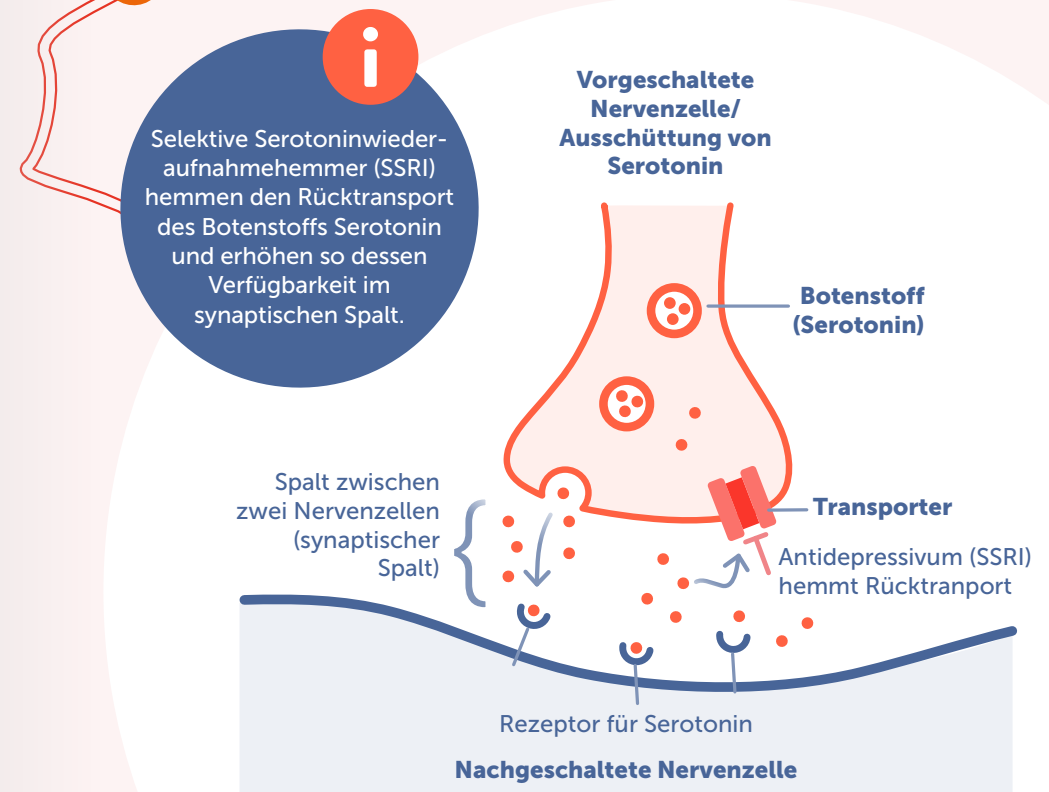 i
Selektive Serotoninwieder-
aufnahmehemmer (SSRI)
hemmen den Rücktransport
des Botenstoffs Serotonin
und erhöhen so dessen
Verfügbarkeit im
synaptischen Spalt.
Vorgeschaltete
Nervenzelle/
Ausschüttung von
Serotonin
Botenstoff
(Serotonin)
Spalt zwischen
zwei Nervenzellen
(synaptischer
Spalt)
Transporter
Antidepressivum (SSRI)
hemmt Rücktranport
Rezeptor für Serotonin
Nachgeschaltete Nervenzelle